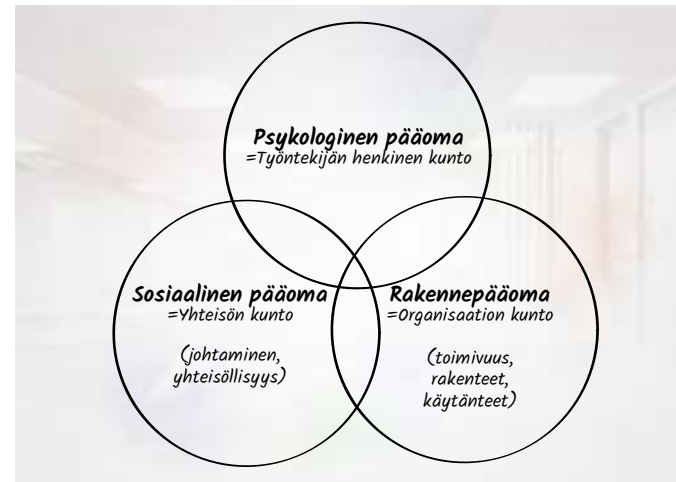 Psykologinen pääoma
=Työntekijän henkinen kunto
Sosiaalinen pääoma
=Yhteisön kunto
(johtaminen,
yhteisöllisyys)
Rakennepääoma
=Organisaation kunto
(toimivuus,
rakenteet,
käytänteet)